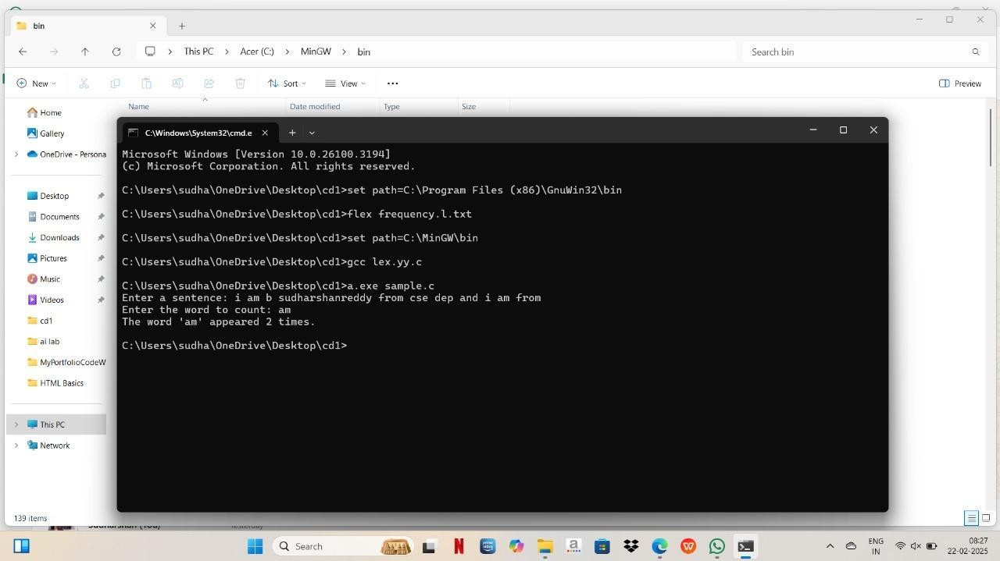 bin
This PC > Acer (C:) > MinGW > bin
Search bin
New
Sort
View
Preview
Name
Date modified
Type
Size
Home
Gallery
OneDrive - Persona
Desktop
Documents
Downloads
Pictures
Music
Videos
cd1
ai lab
MyPortfolioCodeW
HTML Basics
This PC
Network
139 items
C:\Windows\System32\cmd.e
Microsoft Windows [Version 10.0.26100.3194]
(c) Microsoft Corporation. All rights reserved.
C:\Users\sudha\OneDrive\Desktop\cd1>set path=C:\Program Files (x86)\GnuWin32\bin
C:\Users\sudha\OneDrive\Desktop\cd1>flex frequency.l.txt
C:\Users\sudha\OneDrive\Desktop\cd1>set path=C:\MinGW\bin
C:\Users\sudha\OneDrive\Desktop\cd1>gcc lex.yy.c
C:\Users\sudha\OneDrive\Desktop\cd1>a.exe sample.c
Enter a sentence: i am b sudharshanreddy from cse dep and i am from
Enter the word to count: am
The word 'am' appeared 2 times.
C:\Users\sudha\OneDrive\Desktop\cd1>
Search
prime video
ENG
IN
08:27
22-02-2025